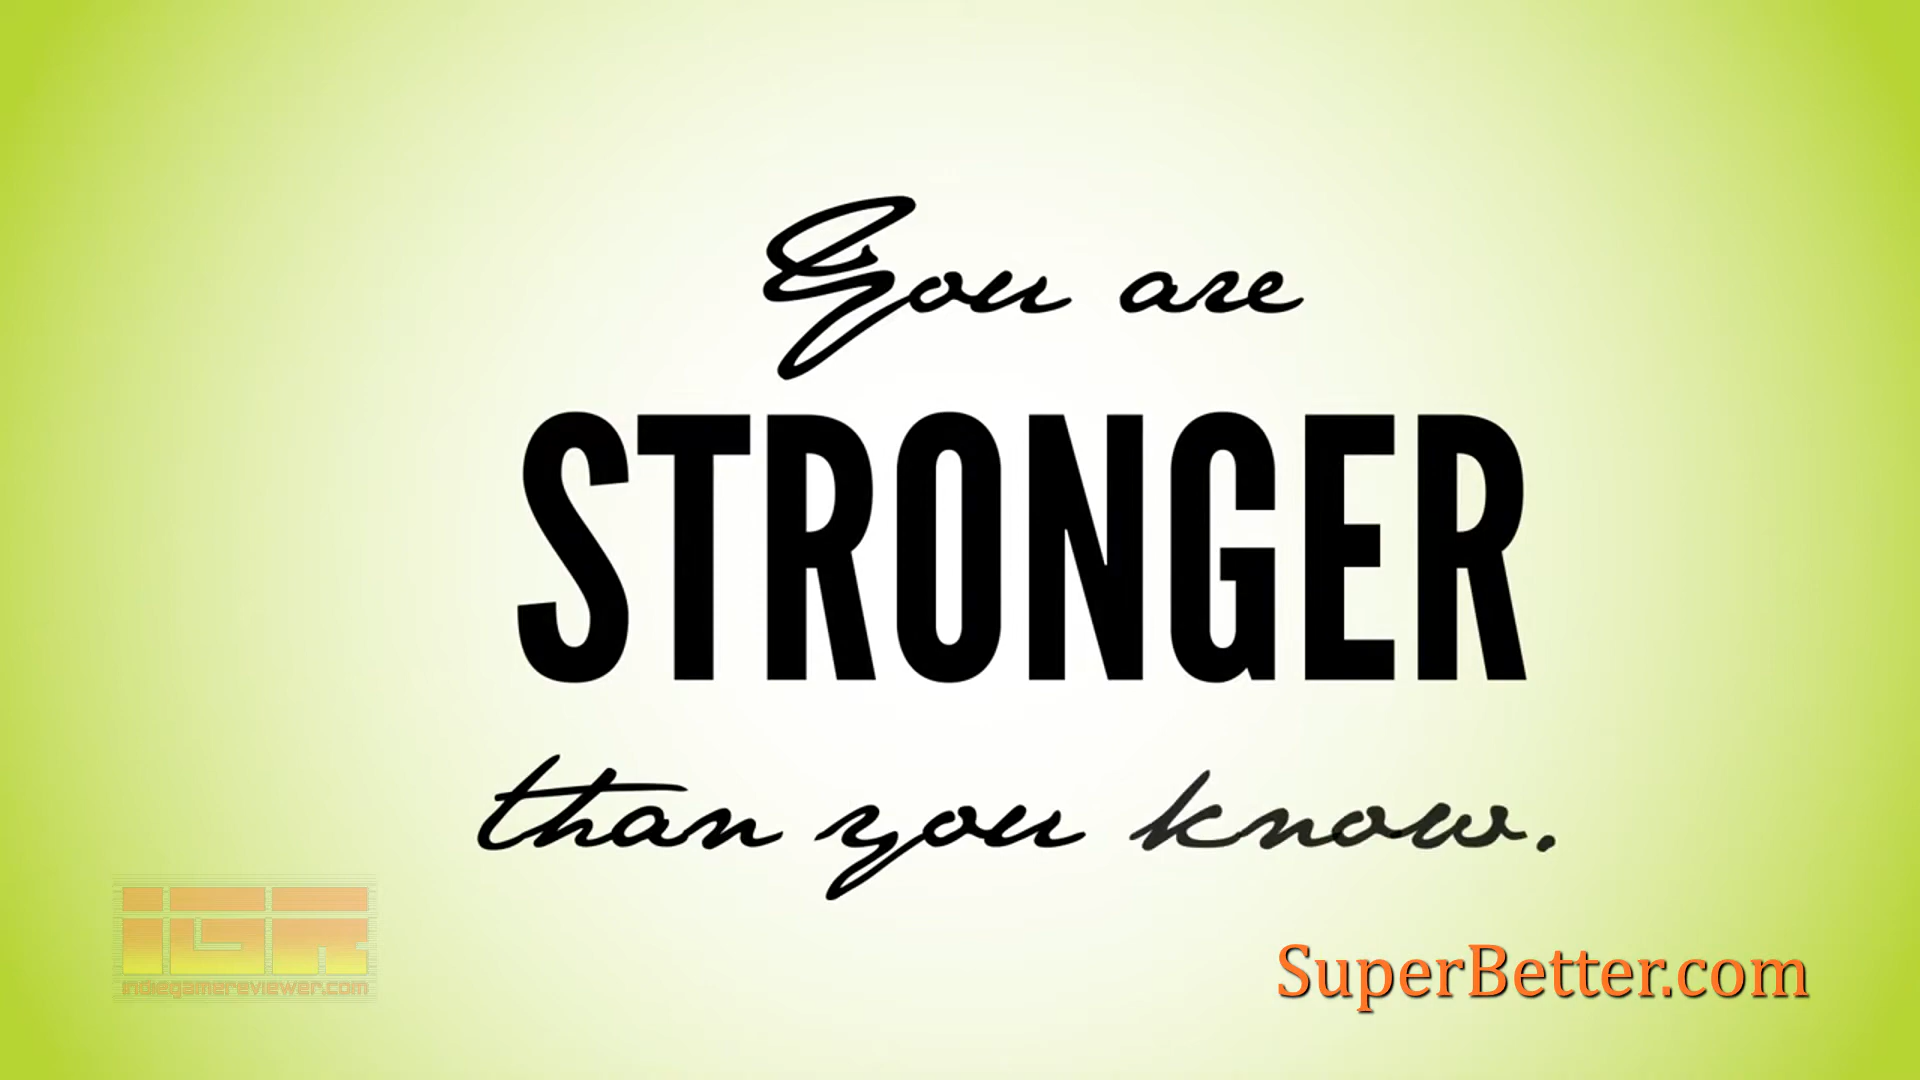 You are
STRONGER
than you know.
IGR
indiegamereviewer.com
SuperBetter.com